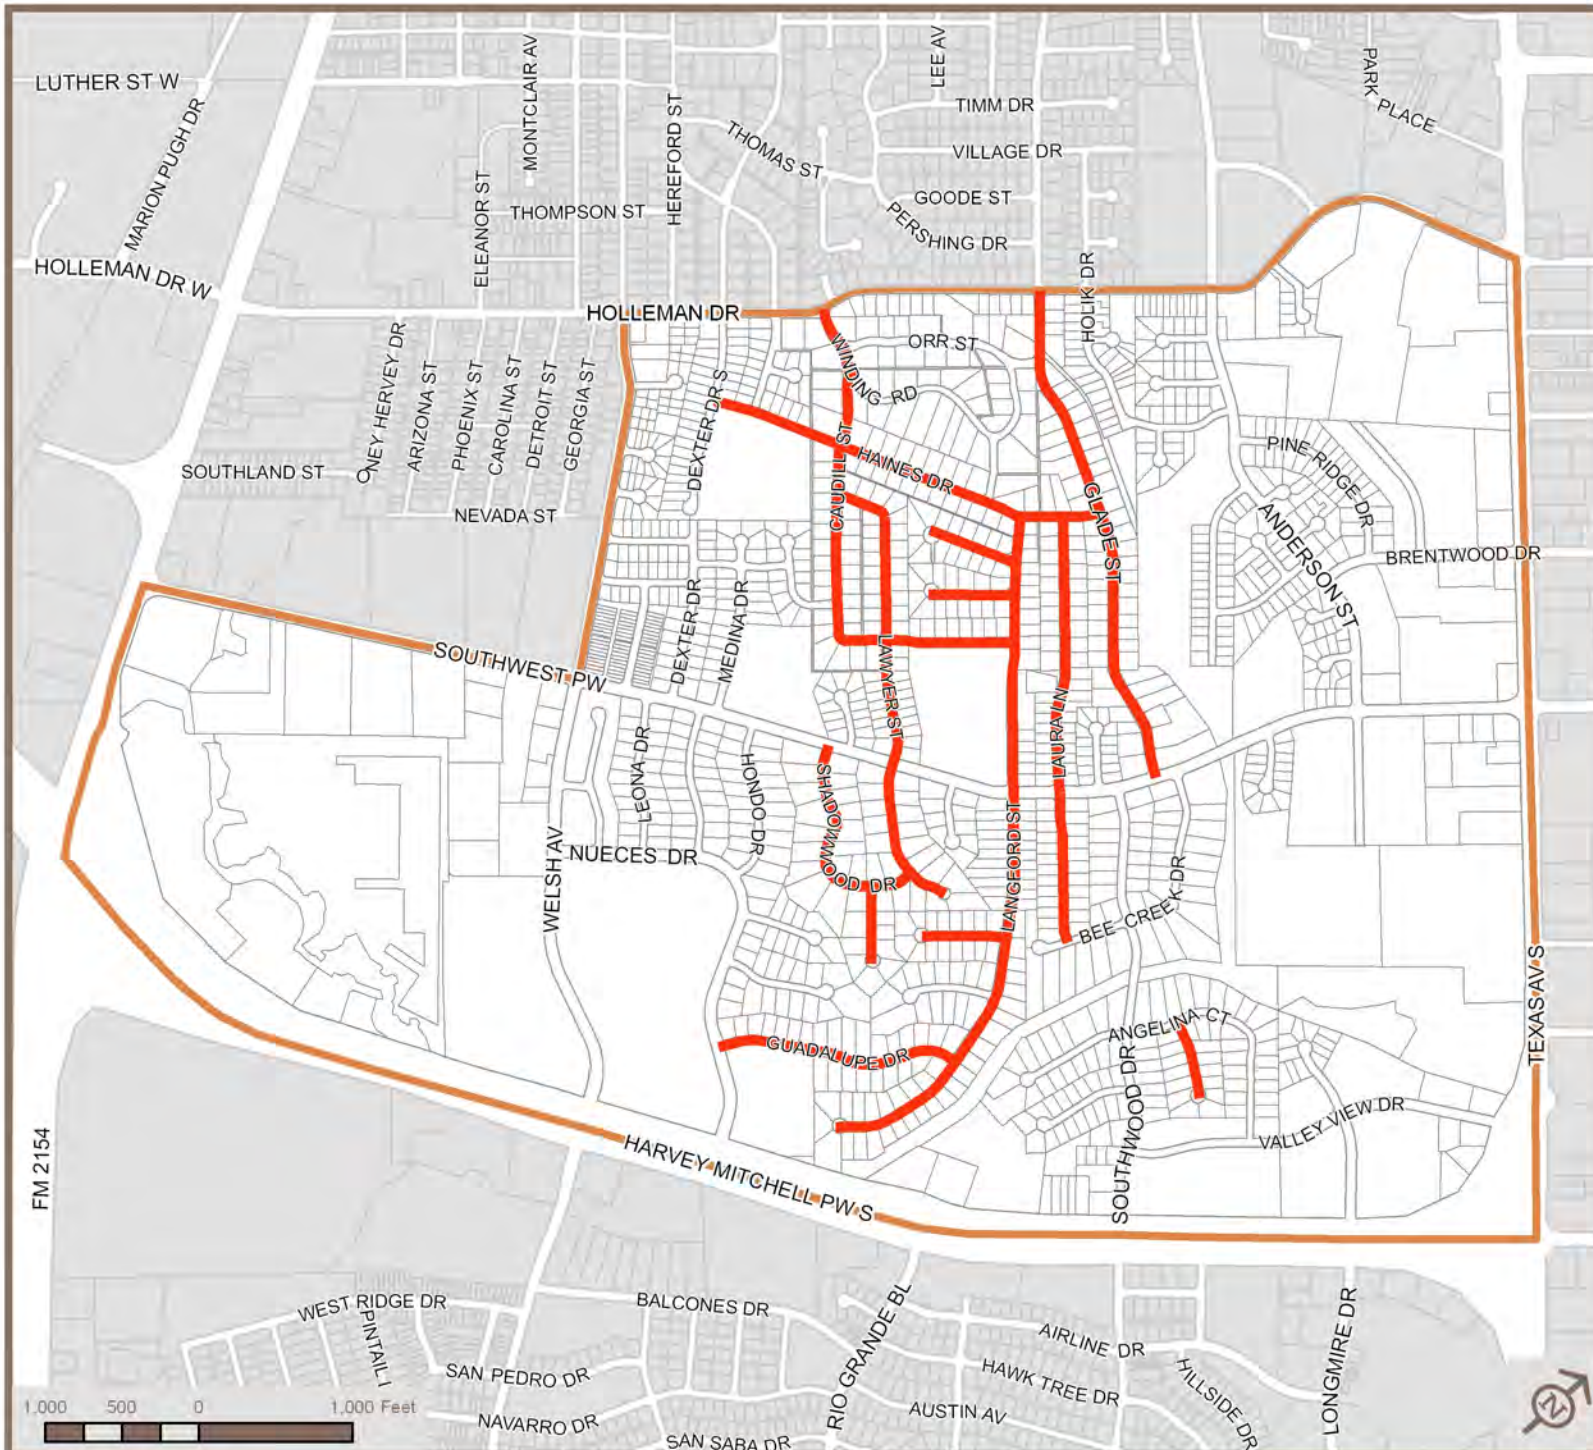 LUTHER ST W
MARION PUGH DR
MONTCLAIR AV
LEE AV
PARK PLACE
TIMM DR
HEREFORD ST
THOMAS ST
VILLAGE DR
ELEANOR ST
THOMPSON ST
GOODE ST
PERSHING DR
HOLLEMAN DR W
HOLIK DR
HOLLEMAN DR
ONEY HERVEY DR
ARIZONA ST
PHOENIX ST
CAROLINA ST
DETROIT ST
GEORGIA ST
DEXTER DR S
WINDING RD
ORR ST
SOUTHLAND ST
NEVADA ST
CAUDILL ST
HAINES DR
GLADE ST
PINE RIDGE DR
ANDERSON ST
BRENTWOOD DR
DEXTER DR
MEDINA DR
SOUTHWEST PW
LAWYER ST
LAURA LN
LEONA DR
HONDO DR
SHADOWWOOD DR
NUECES DR
WELSH AV
LANGFORD ST
BEE CREEK DR
TEXAS AV S
ANGELINA CT
GUADALUPE DR
SOUTHWOOD DR
VALLEY VIEW DR
FM 2154
HARVEY MITCHELL PW S
WEST RIDGE DR
PINTAIL L
BALCONES DR
RIO GRANDE BL
AIRLINE DR
LONGMIRE DR
SAN PEDRO DR
HAWK TREE DR
HILLSIDE DR
NAVARRO DR
AUSTIN AV
SAN SABA DR
1,000 500 0 1,000 Feet
N